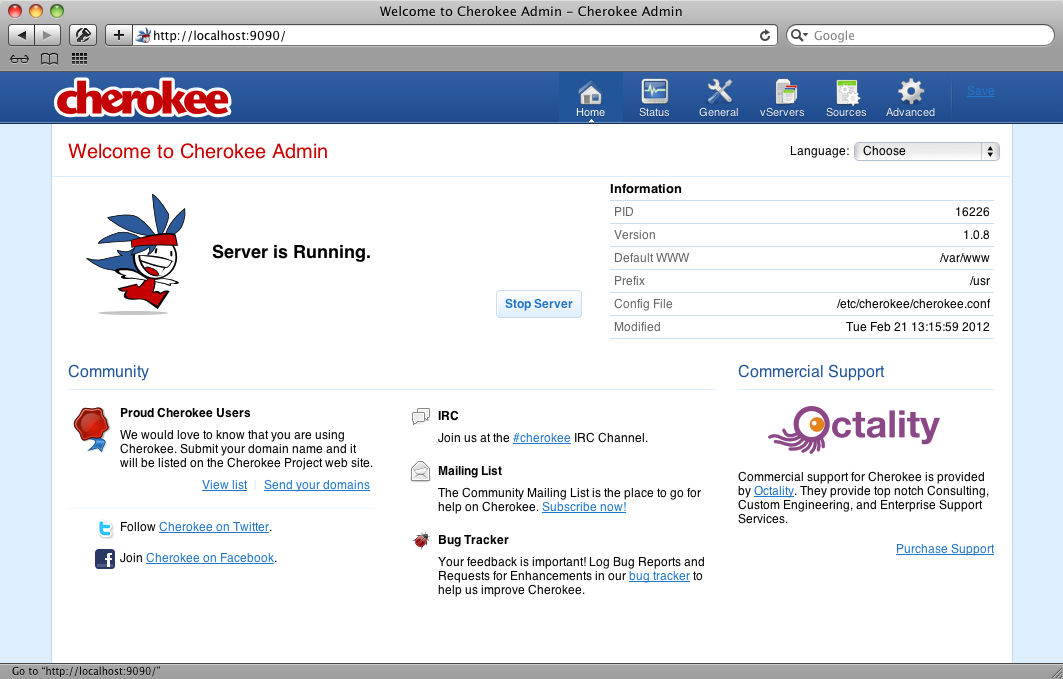 Welcome to Cherokee Admin – Cherokee Admin
http://localhost:9090/
Google
cherokee
Home
Status
General
vServers
Sources
Advanced
Save
Welcome to Cherokee Admin
Language: Choose
Server is Running.
Stop Server
Information
PID 16226
Version 1.0.8
Default WWW /var/www
Prefix /usr
Config File /etc/cherokee/cherokee.conf
Modified Tue Feb 21 13:15:59 2012
Community
Proud Cherokee Users
We would love to know that you are using
Cherokee. Submit your domain name and it
will be listed on the Cherokee Project web site.
View list Send your domains
Follow Cherokee on Twitter.
Join Cherokee on Facebook.
IRC
Join us at the #cherokee IRC Channel.
Mailing List
The Community Mailing List is the place to go for
help on Cherokee. Subscribe now!
Bug Tracker
Your feedback is important! Log Bug Reports and
Requests for Enhancements in our bug tracker to
help us improve Cherokee.
Commercial Support
Octality
Commercial support for Cherokee is provided
by Octality. They provide top notch Consulting,
Custom Engineering, and Enterprise Support
Services.
Purchase Support
Go to “http://localhost:9090/”